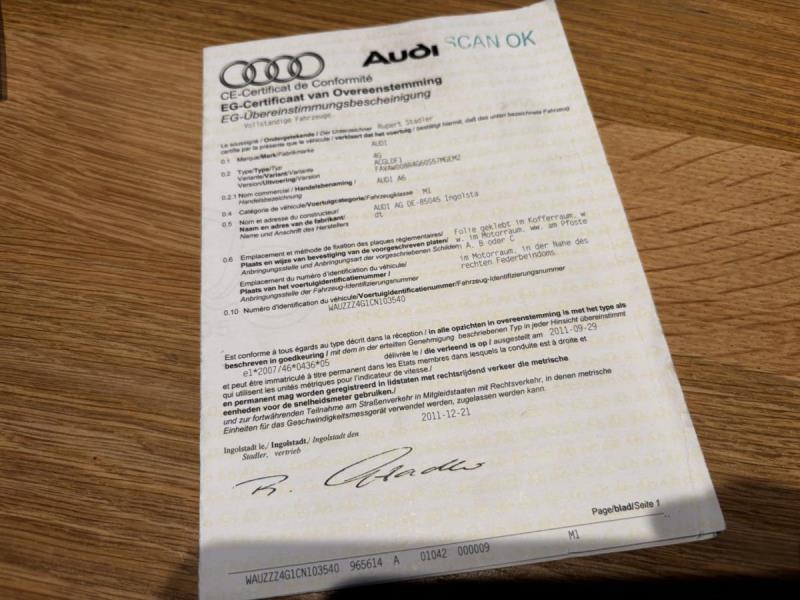 Audi SCAN OK
CE-Certificat de Conformité
EG-Certificaat van Overeenstemming
EG-Übereinstimmungsbescheinigung
Vollständige Fahrzeuge
Le soussigné / Ondergetekende / Der Unterzeichner Rupert Stadler
certifie par la présente que le véhicule / verklaart dat het voertuig / bestätigt hiermit, daß das unten bezeichnete Fahrzeug
0.1 Marque/Merk/Fabrikmarke AUDI
0.2 Type/Type/Typ 4G
Variante/Variant/Variante ACGLDF1
Version/Uitvoering/Version
0.2.1 Nom commercial / Handelsbenaming / AUDI A6
Handelsbezeichnung
0.4 Catégorie de véhicule/Voertuigcategorie/Fahrzeugklasse M1
0.5 Nom et adresse du constructeur/ AUDI AG DE-85045 Ingolsta
Naam en adres van de fabrikant/ dt
Name und Anschrift des Herstellers
0.6 Emplacement et méthode de fixation des plaques réglementaires/ Folie geklebt im Kofferraum. w
Plaats en wijze van bevestiging van de voorgeschreven platen/ w. im Motorraum. ww. am Pfoste
Anbringungsstelle und Anbringungsart der vorgeschriebenen Schilder n A, B oder C
Emplacement du numéro d'identification du véhicule/ im Motorraum. in der Nähe des
Plaats van het voertuigidentificatienummer / rechten Federbeindoms.
Anbringungsstelle der Fahrzeug-Identifizierungsnummer
0.10 Numéro d'identification du véhicule/Voertuigidentificatienummer/Fahrzeug-Identifizierungsnummer
WAUZZZ4G1CN103540
Est conforme à tous égards au type décrit dans la réception / in alle opzichten in overeenstemming is met het type als
beschreven in goedkeuring / mit dem in der erteilten Genehmigung beschriebenen Typ in jeder Hinsicht übereinstimmt
e1*2007/46*0436*05 délivrée le / die verleend is op / ausgestellt am 2011-09-29
et peut être immatriculé à titre permanent dans les Etats membres dans lesquels la conduite est à droite et
qui utilisent les unités métriques pour l'indicateur de vitesse./
en permanent mag worden geregistreerd in lidstaten met rechtsrijdend verkeer die metrische
eenheden voor de snelheidsmeter gebruiken./
und zur fortwährenden Teilnahme am Straßenverkehr in Mitgliedstaaten mit Rechtsverkehr, in denen metrische
Einheiten für das Geschwindigkeitsmessgerät verwendet werden, zugelassen werden kann.
2011-12-21
Ingolstadt le,/ Ingolstadt,/ Ingolstadt den
Stadler, vertrieb
R. Stadler
Page/blad/Seite 1
WAUZZZ4G1CN103540 965614 A 01042 000009 M1